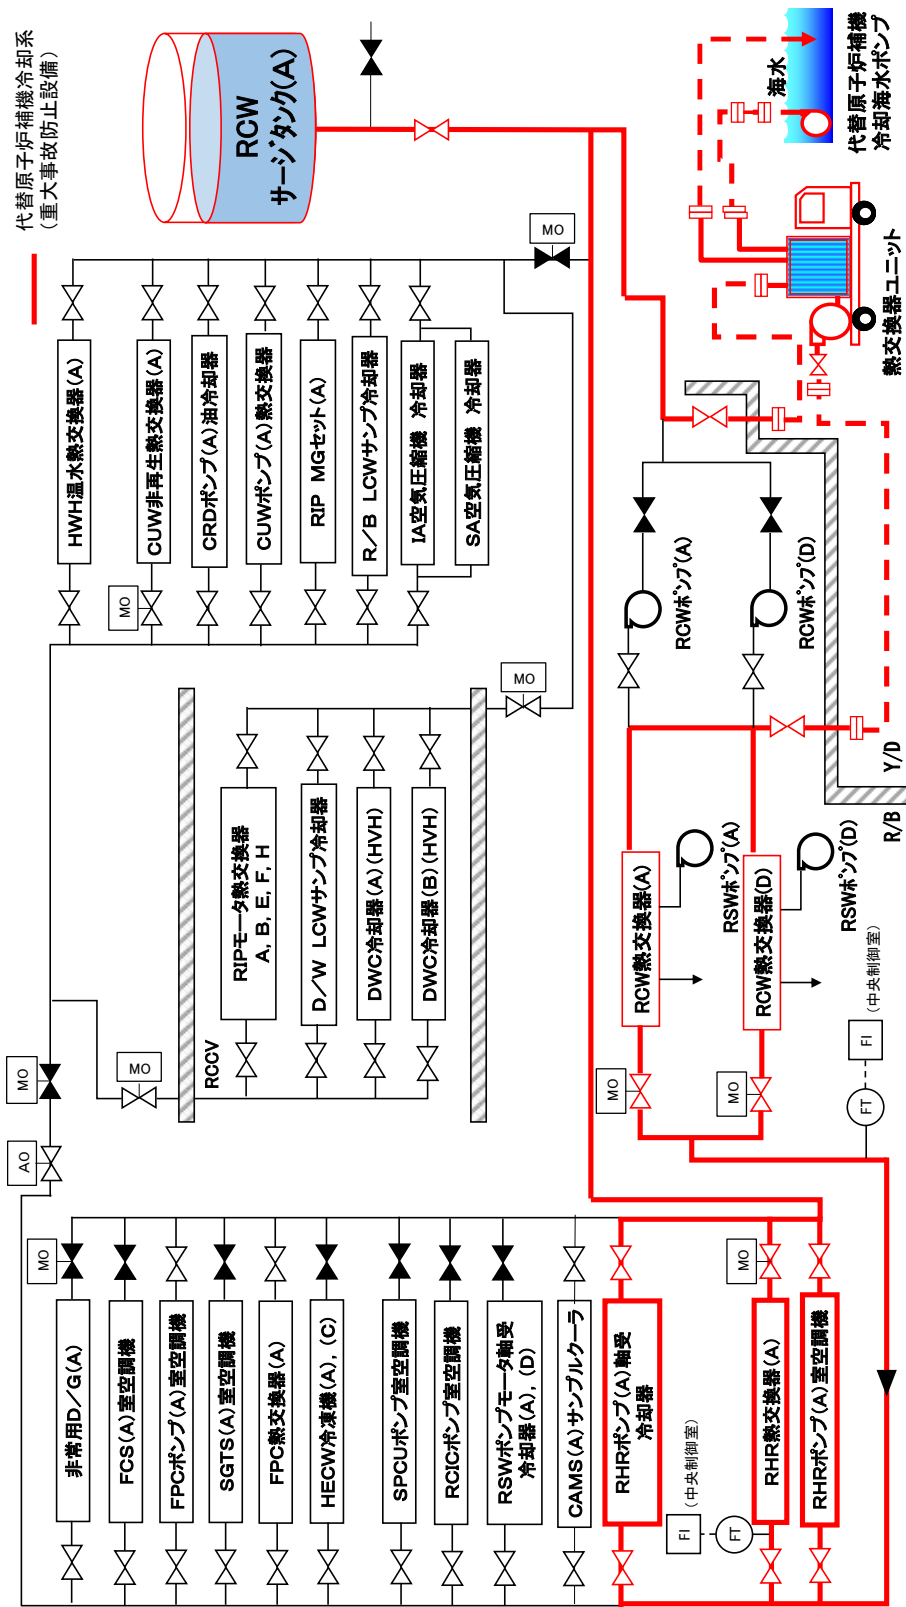 代替原子炉補機冷却系
(重大事故防止設備)
RCW
サージタンク(A)
海水
代替原子炉補機
冷却海水ポンプ
熱交換器ユニット
MO
HWH温水熱交換器(A)
CUW非再生熱交換器(A)
MO
CRDポンプ(A)油冷却器
CUWポンプ(A)熱交換器
RIP MGセット(A)
R/B LCWサンプ冷却器
IA空気圧縮機 冷却器
SA空気圧縮機 冷却器
RCWポンプ(A)
RCWポンプ(D)
MO
RIPモータ熱交換器
A, B, E, F, H
D/W LCWサンプ冷却器
DWC冷却器(A)(HVH)
DWC冷却器(B)(HVH)
RCCV
MO
MO
AO
Y/D
R/B
RCW熱交換器(A)
RSWポンプ(A)
RCW熱交換器(D)
RSWポンプ(D)
MO
MO
FT
FI
(中央制御室)
MO
非常用D/G(A)
FCS(A)室空調機
FPCポンプ(A)室空調機
SGTS(A)室空調機
FPC熱交換器(A)
HECW冷凍機(A), (C)
SPCUポンプ室空調機
RCICポンプ室空調機
RSWポンプモータ軸受
冷却器(A), (D)
CAMS(A)サンプルクーラ
RHRポンプ(A)軸受
冷却器
MO
RHR熱交換器(A)
RHRポンプ(A)室空調機
FT
FI
(中央制御室)